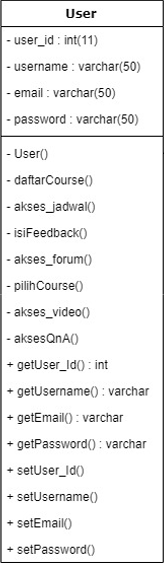 User
- user_id : int(11)
- username : varchar(50)
- email : varchar(50)
- password : varchar(50)
- User()
- daftarCourse()
- akses_jadwal()
- isiFeedback()
- akses_forum()
- pilihCourse()
- akses_video()
- aksesQnA()
+ getUser_Id() : int
+ getUsername() : varchar
+ getEmail() : varchar
+ getPassword() : varchar
+ setUser_Id()
+ setUsername()
+ setEmail()
+ setPassword()